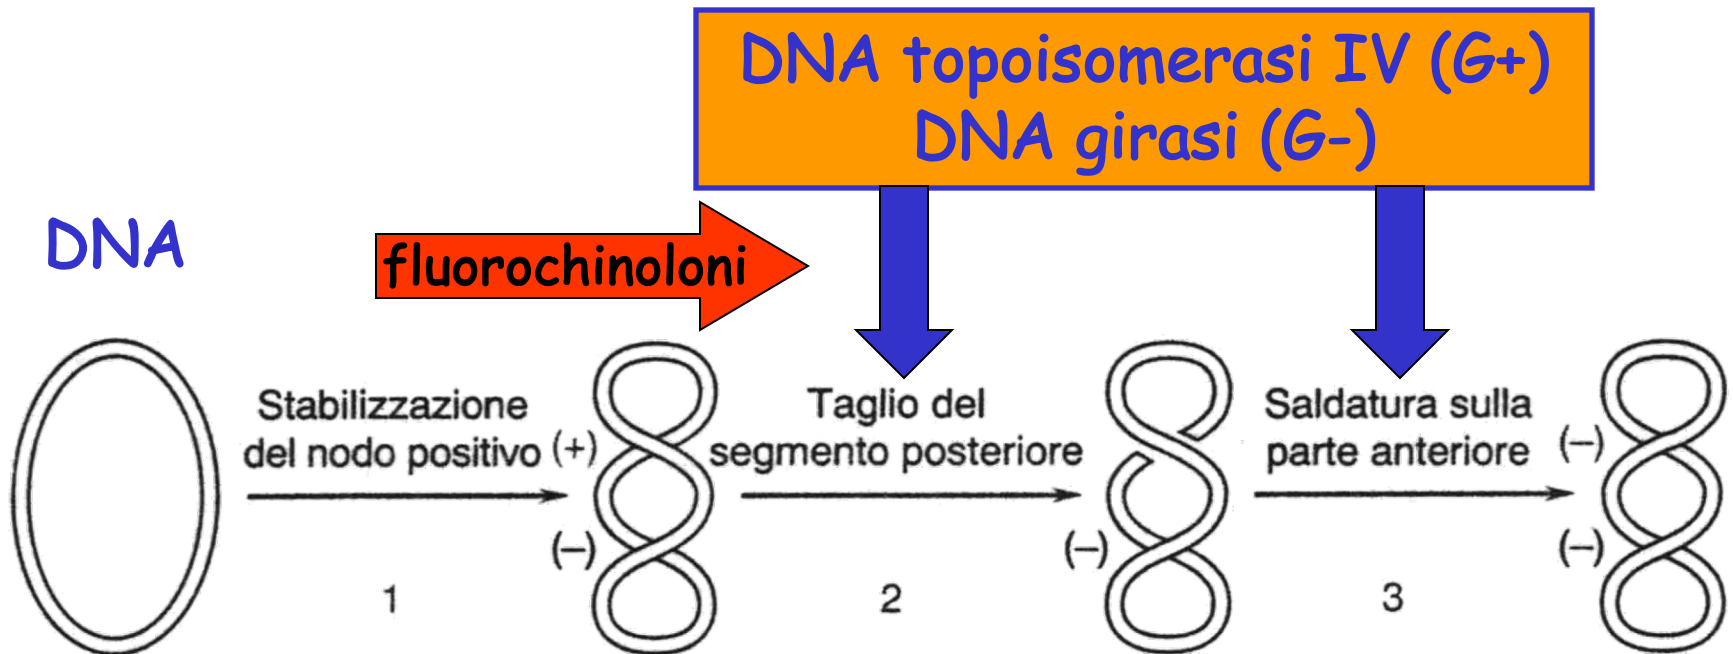 DNA topoisomerasi IV (G+)
DNA girasi (G-)
DNA
fluorochinoloni
Stabilizzazione
del nodo positivo
(+)
(–)
1
Taglio del
segmento posteriore
(–)
2
Saldatura sulla
parte anteriore
(–)
(–)
3